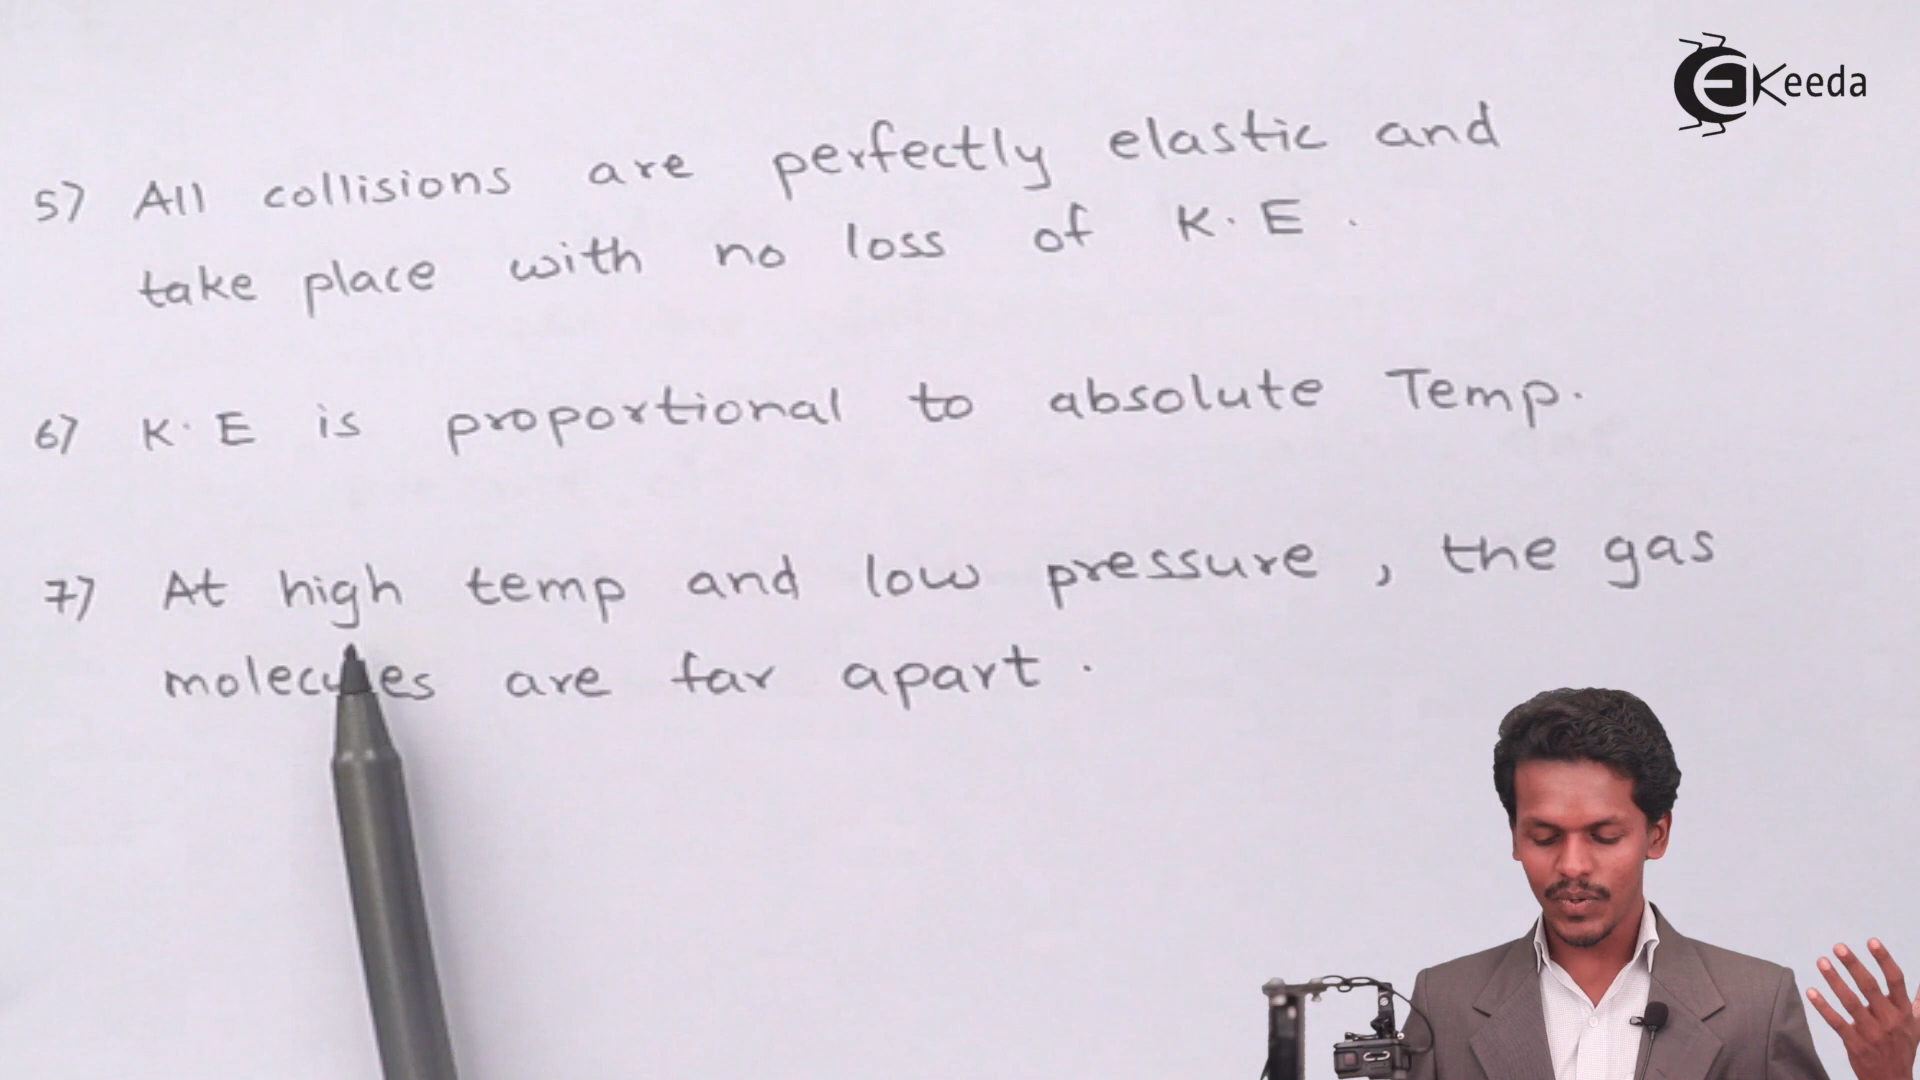 EKeeda
5) All collisions are perfectly elastic and
take place with no loss of K.E.
6) K.E is proportional to absolute Temp.
7) At high temp and low pressure, the gas
molecules are far apart.